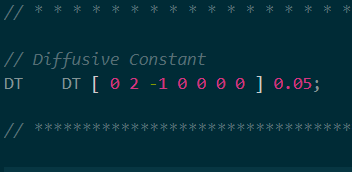 // * * * * * * * * * * * * * * * * *
// Diffusive Constant
DT    DT [ 0 2 -1 0 0 0 0 ] 0.05;
// *********************************